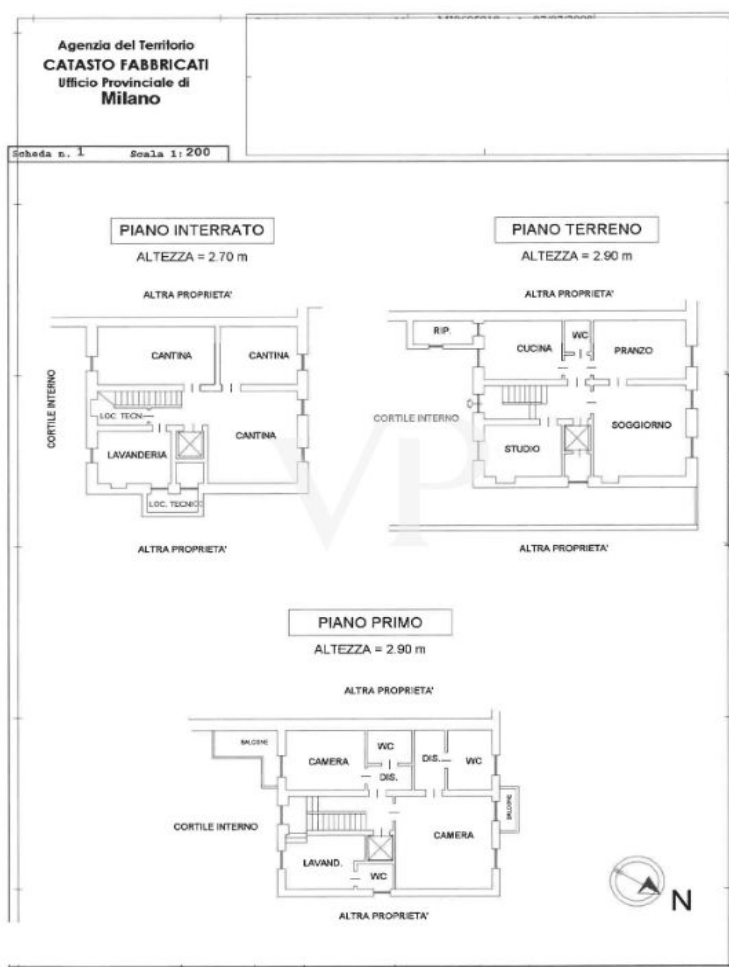 Agenzia del Territorio
CATASTO FABBRICATI
Ufficio Provinciale di
Milano
Scheda n. 1 Scala 1: 200
PIANO INTERRATO
ALTEZZA = 2.70 m
ALTRA PROPRIETA'
CANTINA
CANTINA
CORTILE INTERNO
LOC. TECN.
CANTINA
LAVANDERIA
LOC. TECNICO
ALTRA PROPRIETA'
PIANO TERRENO
ALTEZZA = 2.90 m
ALTRA PROPRIETA'
RIP.
WC
CUCINA
PRANZO
CORTILE INTERNO
SOGGIORNO
STUDIO
ALTRA PROPRIETA'
VP
PIANO PRIMO
ALTEZZA = 2.90 m
ALTRA PROPRIETA'
BALCONE
WC
CAMERA
DIS.
WC
DIS.
BALCONE
CORTILE INTERNO
CAMERA
LAVAND.
WC
ALTRA PROPRIETA'
N